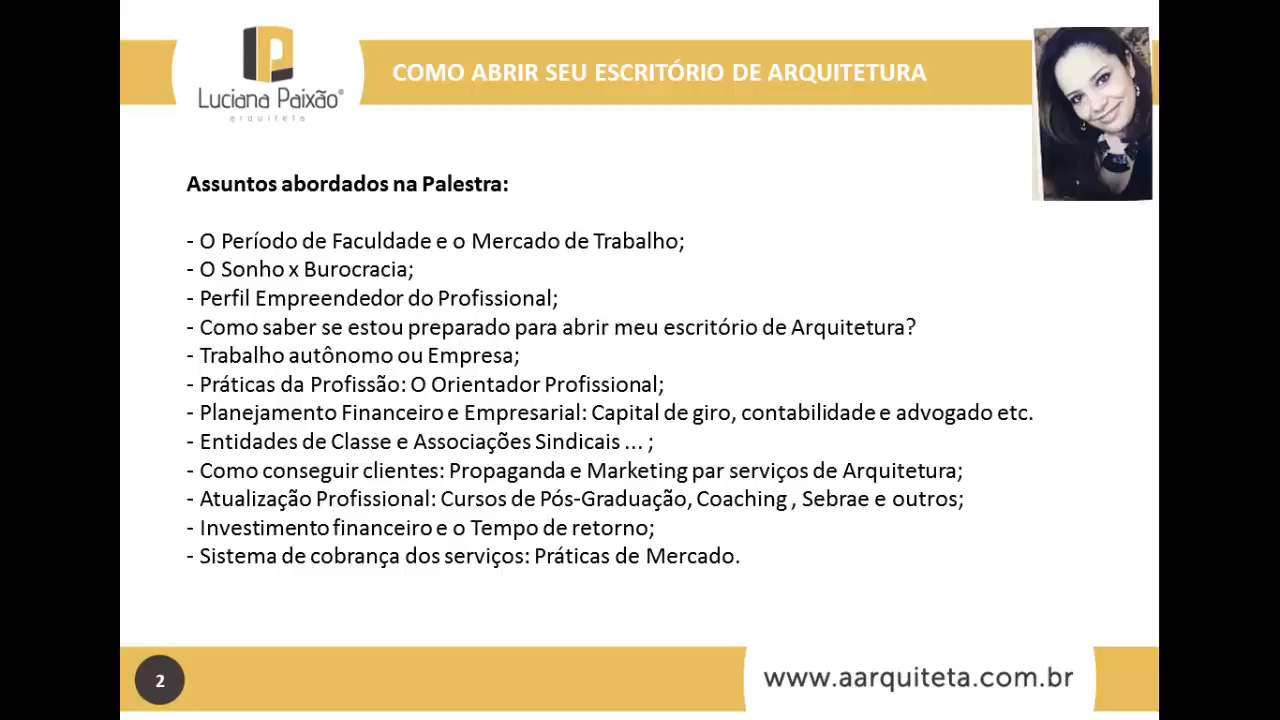 COMO ABRIR SEU ESCRITÓRIO DE ARQUITETURA
Luciana Paixão®
arquiteta
Assuntos abordados na Palestra:
- O Período de Faculdade e o Mercado de Trabalho;
- O Sonho x Burocracia;
- Perfil Empreendedor do Profissional;
- Como saber se estou preparado para abrir meu escritório de Arquitetura?
- Trabalho autônomo ou Empresa;
- Práticas da Profissão: O Orientador Profissional;
- Planejamento Financeiro e Empresarial: Capital de giro, contabilidade e advogado etc.
- Entidades de Classe e Associações Sindicais ... ;
- Como conseguir clientes: Propaganda e Marketing par serviços de Arquitetura;
- Atualização Profissional: Cursos de Pós-Graduação, Coaching , Sebrae e outros;
- Investimento financeiro e o Tempo de retorno;
- Sistema de cobrança dos serviços: Práticas de Mercado.
2
www.aarquiteta.com.br